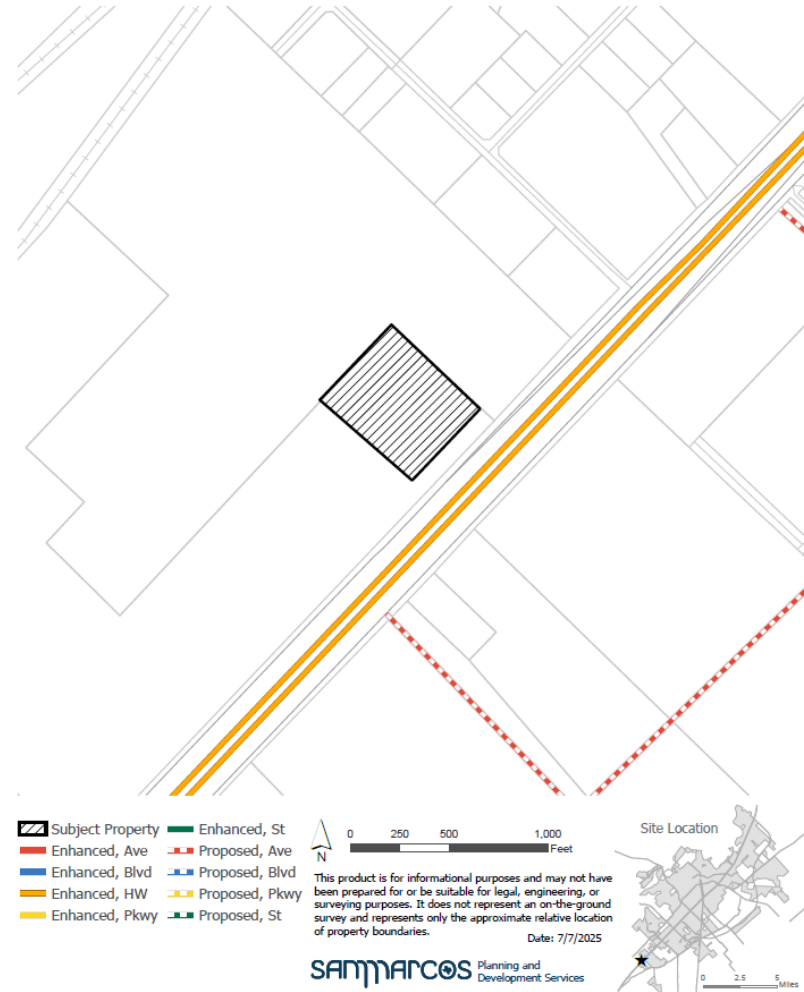 Subject Property
Enhanced, Ave
Enhanced, Blvd
Enhanced, HW
Enhanced, Pkwy
Enhanced, St
Proposed, Ave
Proposed, Blvd
Proposed, Pkwy
Proposed, St
N
0 250 500 1,000
Feet
This product is for informational purposes and may not have
been prepared for or be suitable for legal, engineering, or
surveying purposes. It does not represent an on-the-ground
survey and represents only the approximate relative location
of property boundaries.
Date: 7/7/2025
SAN MARCOS
Planning and
Development Services
Site Location
0 2.5 5
Miles